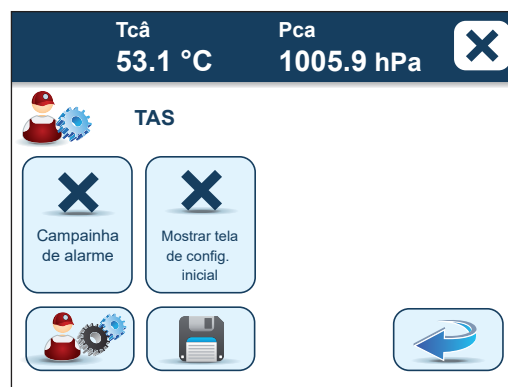 Tcâ
53.1 °C
Pca
1005.9 hPa
TAS
Campainha
de alarme
Mostrar tela
de config.
inicial